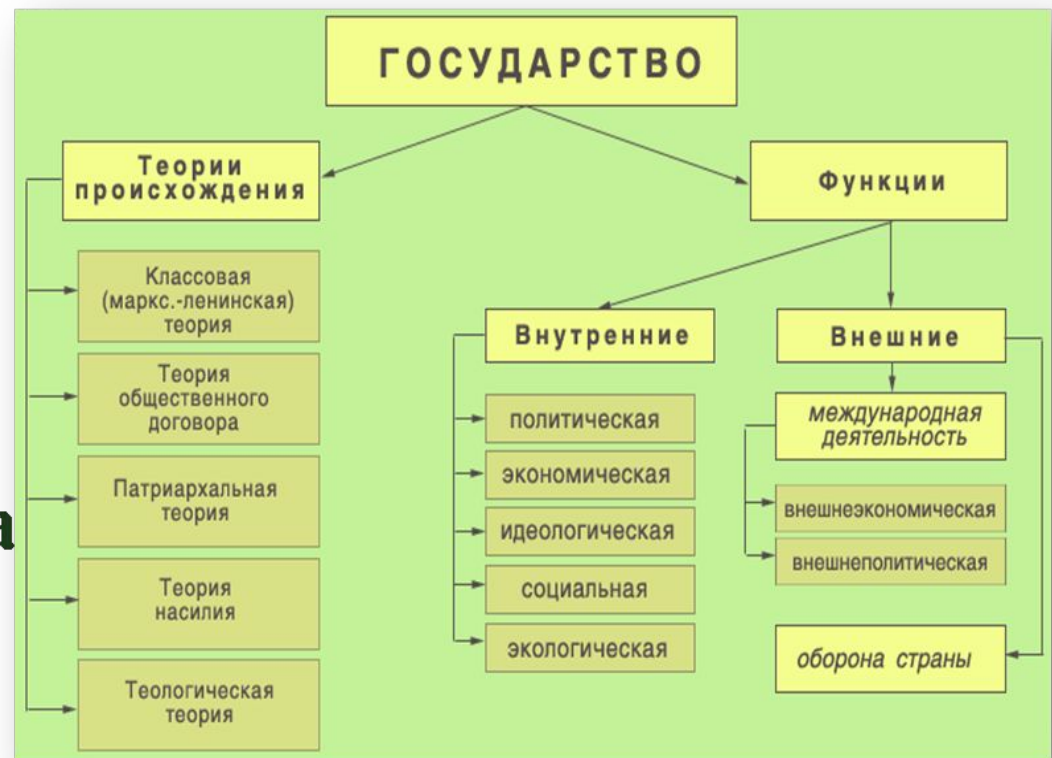 ГОСУДАРСТВО
Теории
происхождения
Классовая
(маркс.-ленинская)
теория
Теория
общественного
договора
Патриархальная
теория
Теория
насилия
Теологическая
теория
Функции
Внутренние
политическая
экономическая
идеологическая
социальная
экологическая
Внешние
международная
деятельность
внешнеэкономическая
внешнеполитическая
оборона страны
а